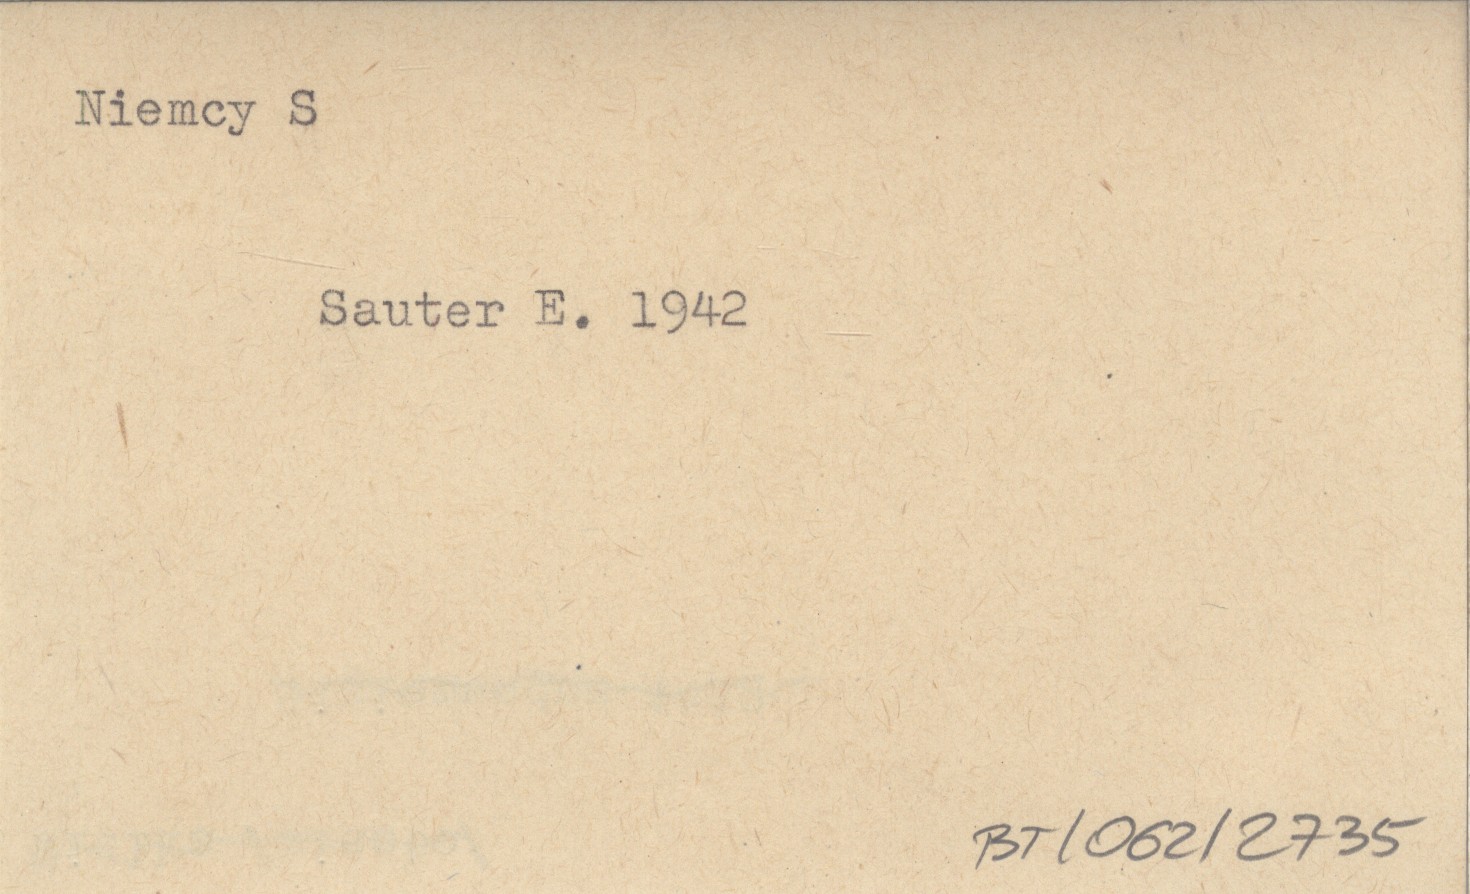 Niemcy S
Sauter E. 1942
BT/062/2735